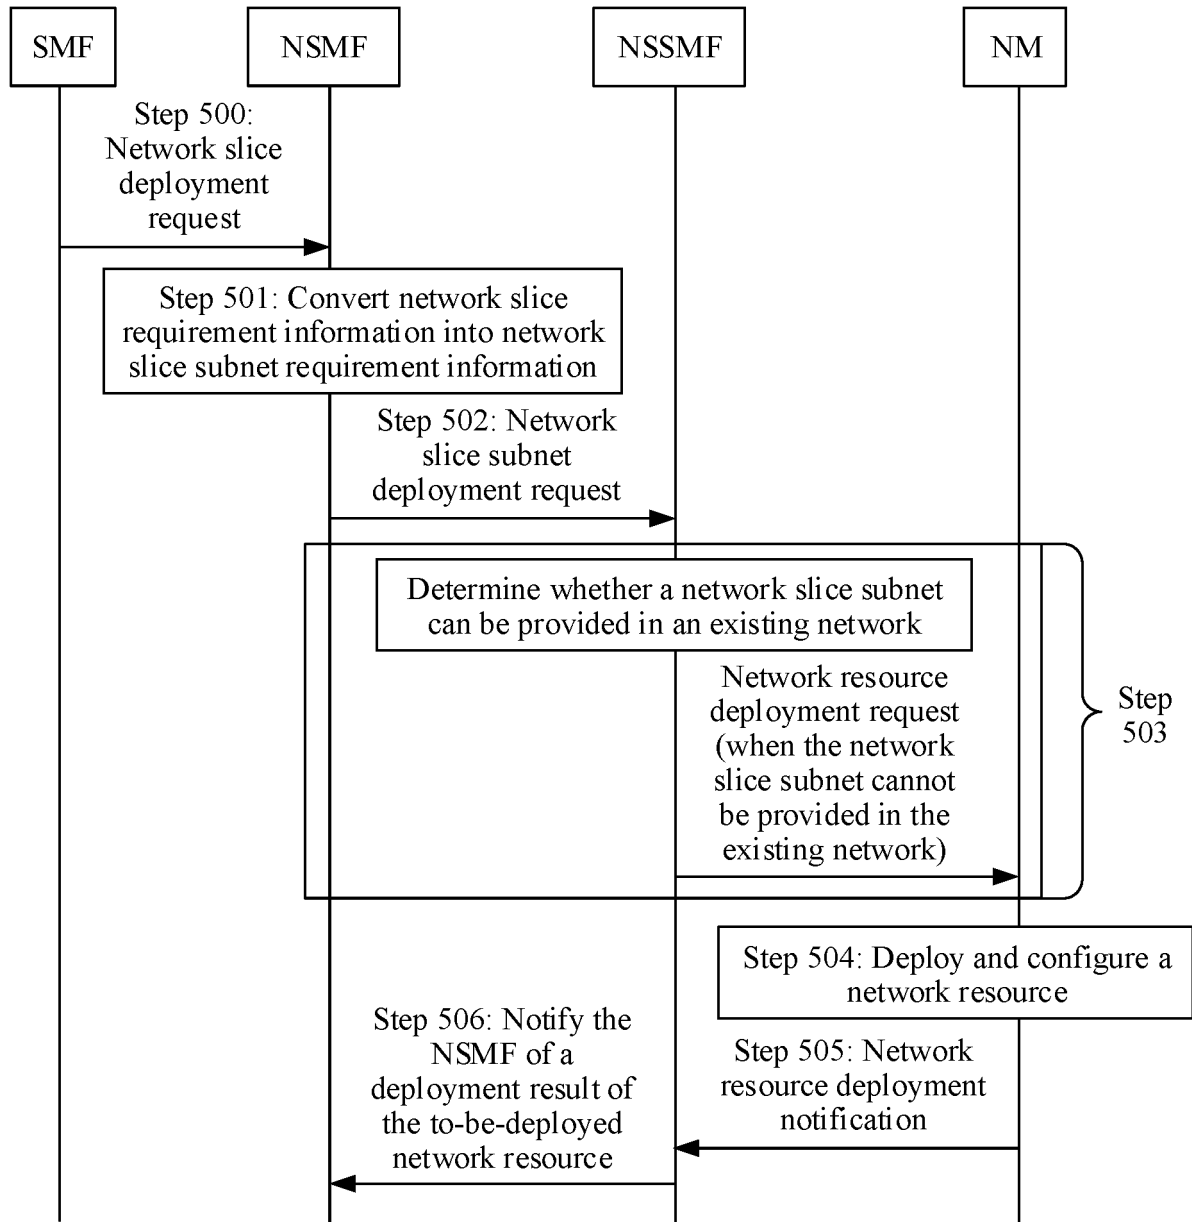 SMF
NSMF
NSSMF
NM
Step 500:
Network slice
deployment
request
Step 501: Convert network slice
requirement information into network
slice subnet requirement information
Step 502: Network
slice subnet
deployment request
Determine whether a network slice subnet
can be provided in an existing network
Network resource
deployment request
(when the network
slice subnet cannot
be provided in the
existing network)
Step
503
Step 504: Deploy and configure a
network resource
Step 505: Network
resource deployment
notification
Step 506: Notify the
NSMF of a
deployment result of
the to-be-deployed
network resource